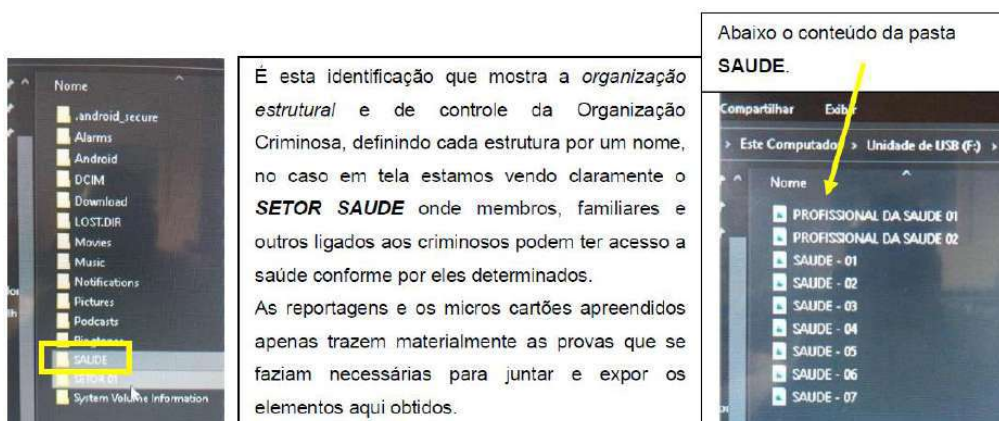 Nome
.android_secure
Alarms
Android
DCIM
Download
LOST.DIR
Movies
Music
Notifications
Pictures
Podcasts
Ringtones
SAUDE
SETOR 01
System Volume Information
É esta identificação que mostra a organização
estrutural e de controle da Organização
Criminosa, definindo cada estrutura por um nome,
no caso em tela estamos vendo claramente o
SETOR SAUDE onde membros, familiares e
outros ligados aos criminosos podem ter acesso a
saúde conforme por eles determinados.
As reportagens e os micros cartões apreendidos
apenas trazem materialmente as provas que se
faziam necessárias para juntar e expor os
elementos aqui obtidos.
Abaixo o conteúdo da pasta
SAUDE.
Compartilhar Exibir
Este Computador > Unidade de USB (F:) >
Nome
PROFISSIONAL DA SAUDE 01
PROFISSIONAL DA SAUDE 02
SAUDE - 01
SAUDE - 02
SAUDE - 03
SAUDE - 04
SAUDE - 05
SAUDE - 06
SAUDE - 07